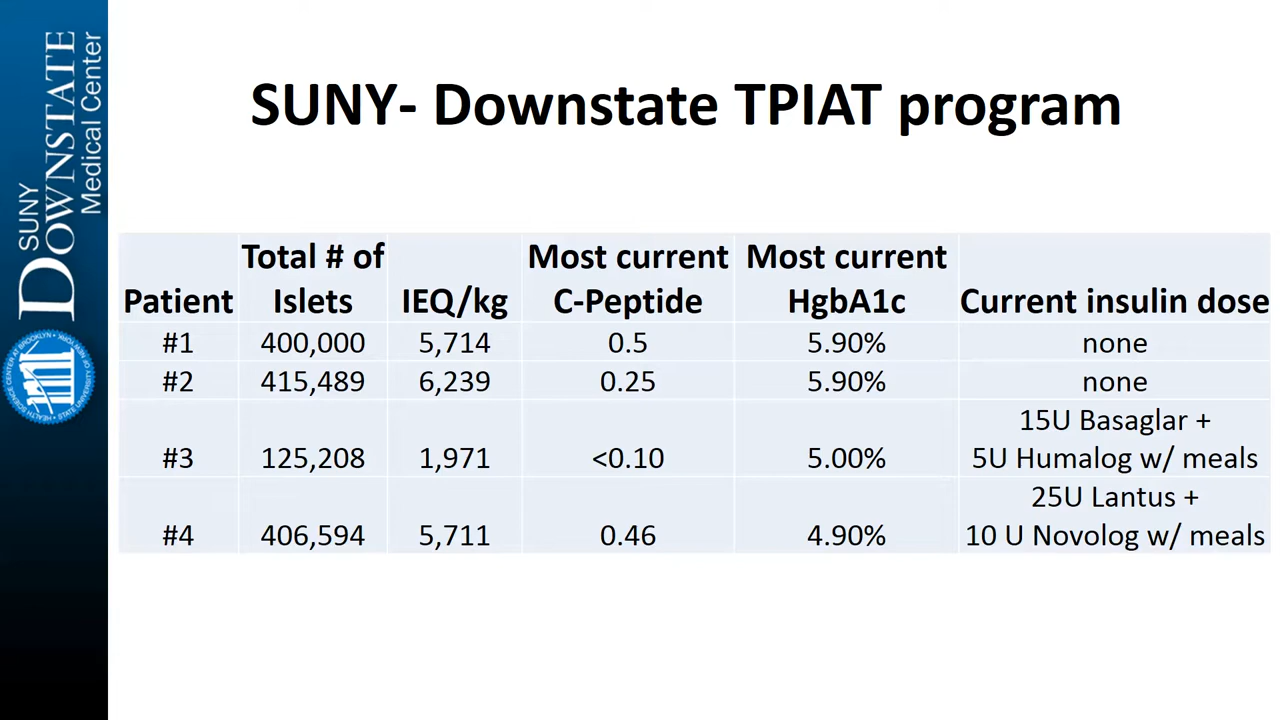 SUNY
DOWNSTATE
Medical Center
SUNY- Downstate TPIAT program
Patient
Total # of
Islets
IEQ/kg
Most current
C-Peptide
Most current
HgbA1c
Current insulin dose
#1 400,000 5,714 0.5 5.90% none
#2 415,489 6,239 0.25 5.90% none
15U Basaglar +
#3 125,208 1,971 <0.10 5.00% 5U Humalog w/ meals
25U Lantus +
#4 406,594 5,711 0.46 4.90% 10 U Novolog w/ meals